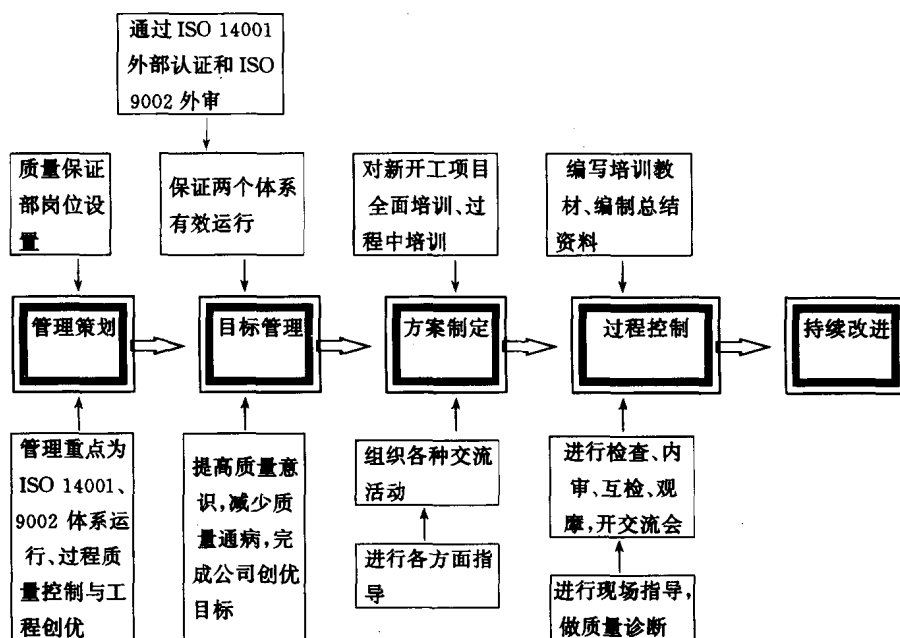 通过 ISO 14001
外部认证和 ISO
9002 外审
质量保证
部岗位设
置
保证两个体系
有效运行
对新开工项目
全面培训、过
程中培训
编写培训教
材、编制总结
资料
管理策划
目标管理
方案制定
过程控制
持续改进
管理重点为
ISO 14001、
9002 体系运
行、过程质
量控制与工
程创优
提高质量意
识,减少质
量通病,完
成公司创优
目标
组织各种交流
活动
进行各方面指
导
进行检查、内
审、互检、观
摩,开交流会
进行现场指导,
做质量诊断